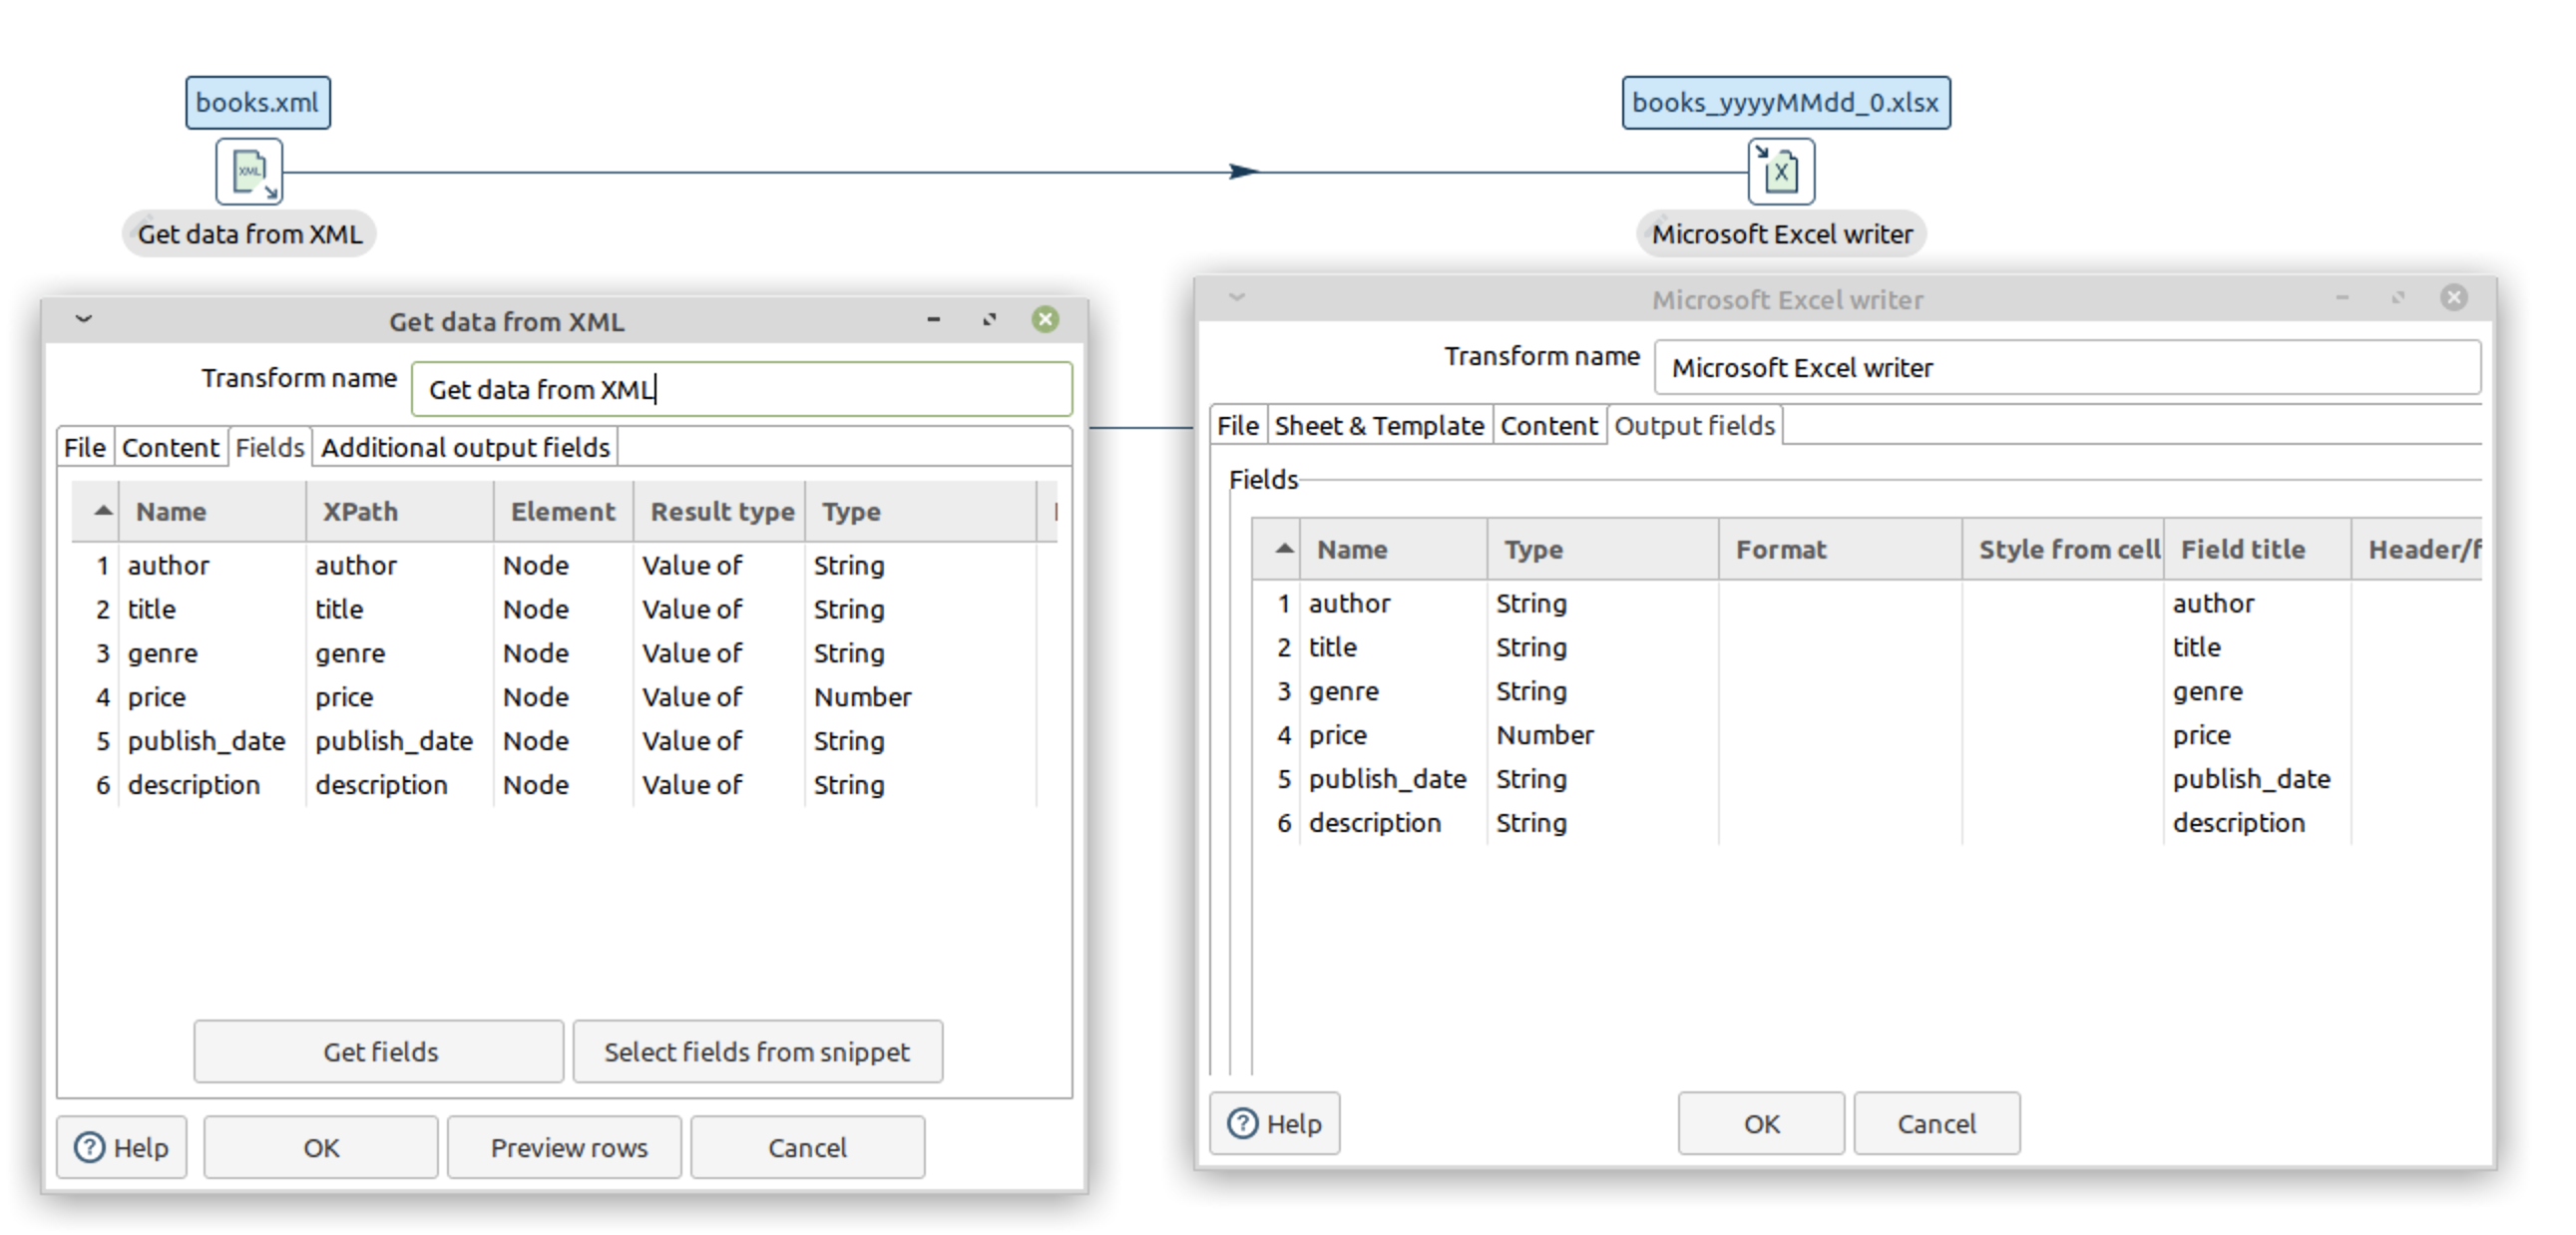 books.xml
books_yyyyMMdd_0.xlsx
XML
X
Get data from XML
Microsoft Excel writer
Get data from XML
Transform name Get data from XML
File Content Fields Additional output fields
Name XPath Element Result type Type
1 author author Node Value of String
2 title title Node Value of String
3 genre genre Node Value of String
4 price price Node Value of Number
5 publish_date publish_date Node Value of String
6 description description Node Value of String
Get fields Select fields from snippet
? Help OK Preview rows Cancel
Microsoft Excel writer
Transform name Microsoft Excel writer
File Sheet & Template Content Output fields
Fields
Name Type Format Style from cell Field title Header/f
1 author String author
2 title String title
3 genre String genre
4 price Number price
5 publish_date String publish_date
6 description String description
? Help OK Cancel